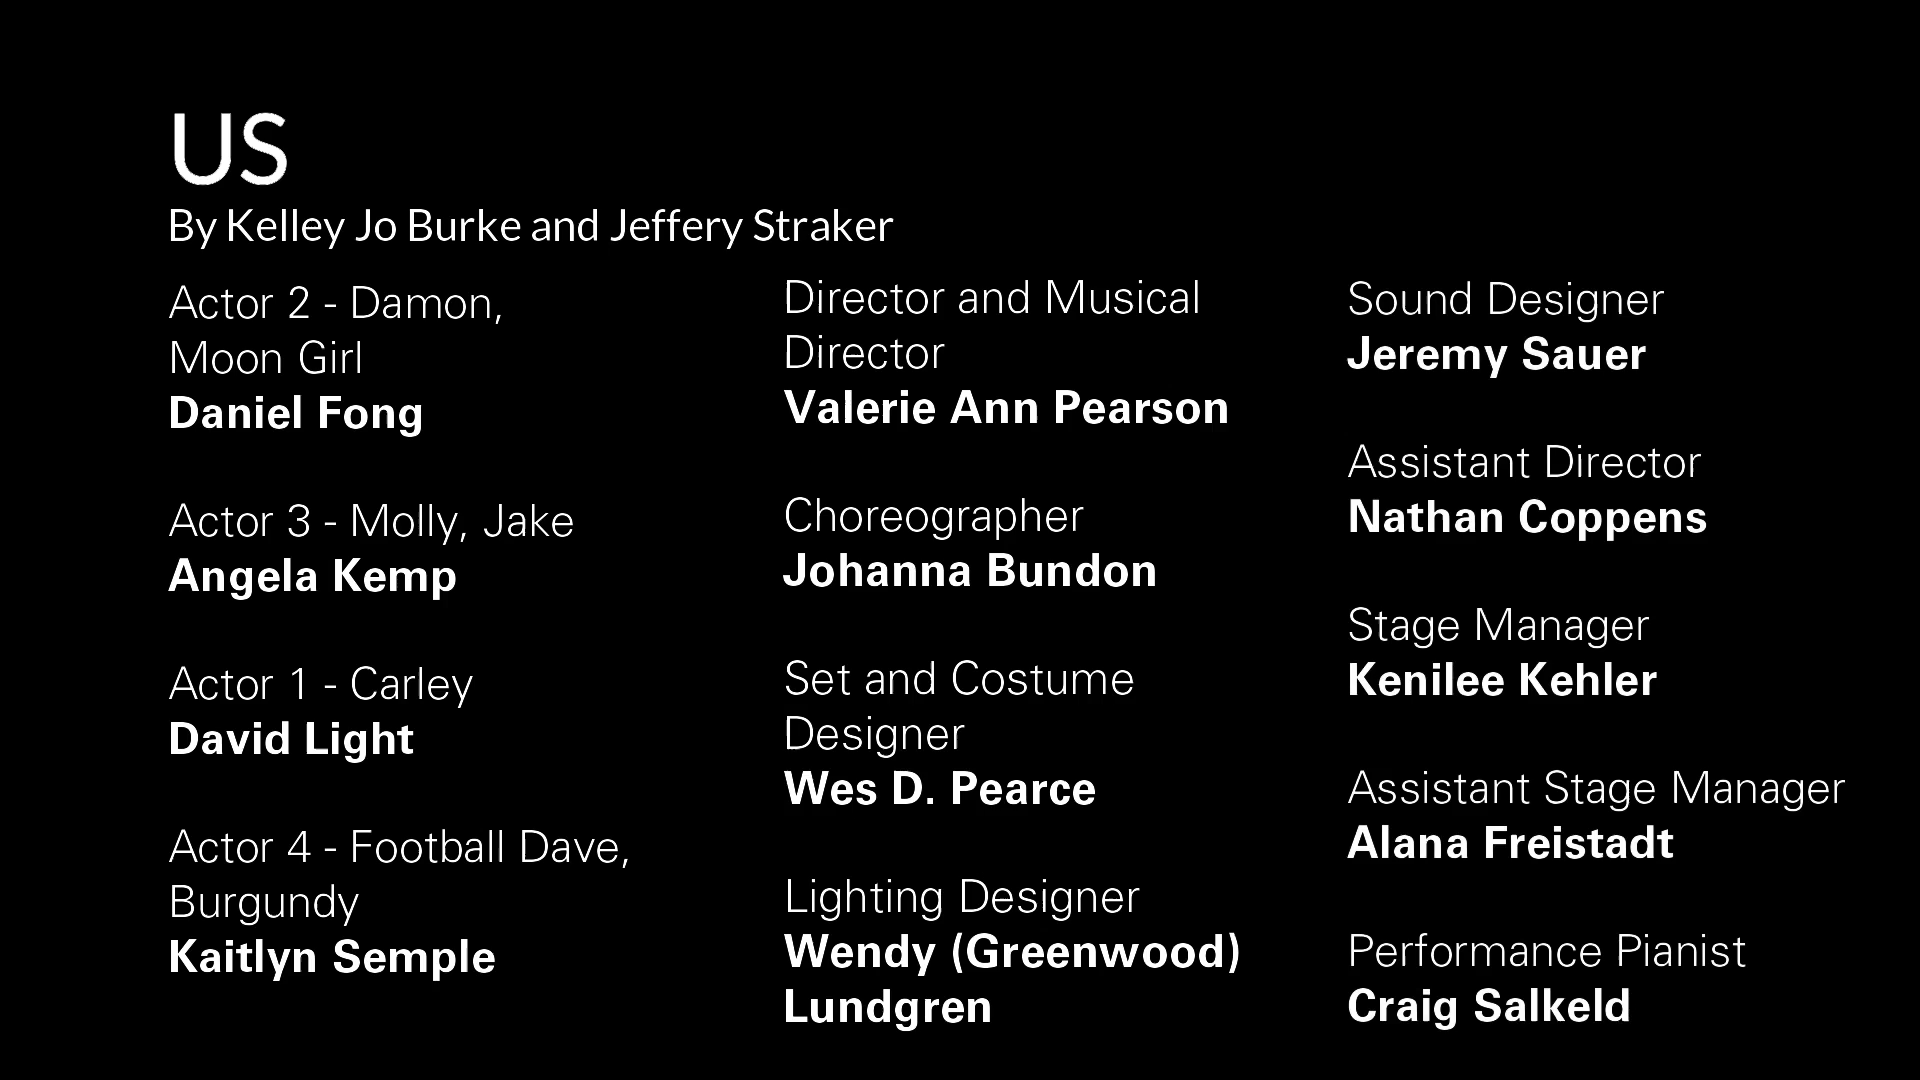 US
By Kelley Jo Burke and Jeffery Straker
Actor 2 - Damon,
Moon Girl
Daniel Fong
Actor 3 - Molly, Jake
Angela Kemp
Actor 1 - Carley
David Light
Actor 4 - Football Dave,
Burgundy
Kaitlyn Semple
Director and Musical
Director
Valerie Ann Pearson
Choreographer
Johanna Bundon
Set and Costume
Designer
Wes D. Pearce
Lighting Designer
Wendy (Greenwood)
Lundgren
Sound Designer
Jeremy Sauer
Assistant Director
Nathan Coppens
Stage Manager
Kenilee Kehler
Assistant Stage Manager
Alana Freistadt
Performance Pianist
Craig Salkeld